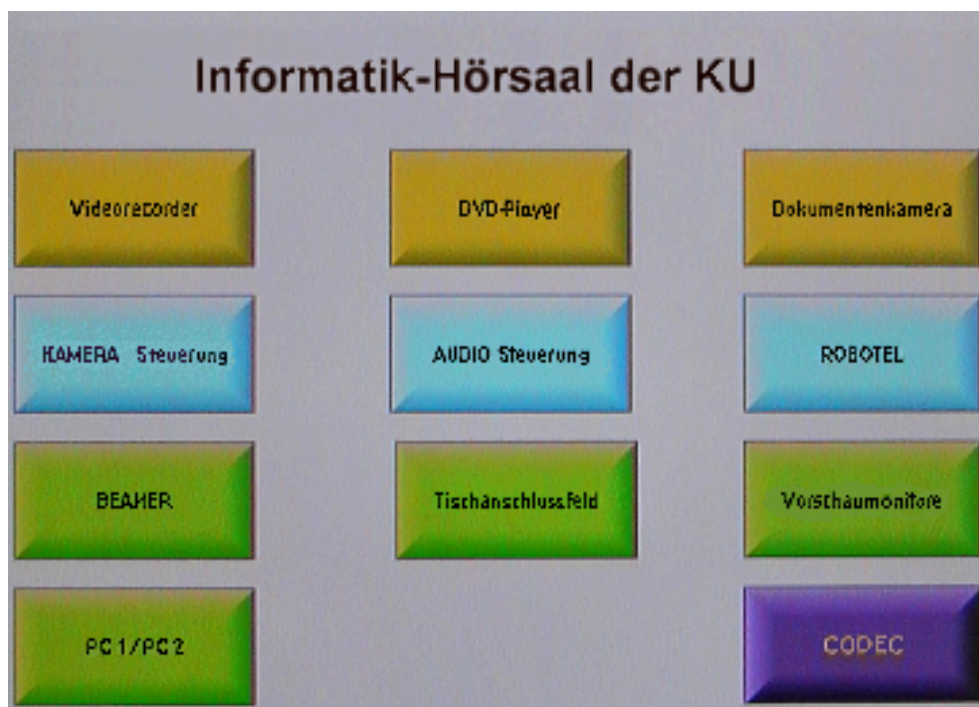 Informatik-Hörsaal der KU
Videorecorder
DVD-Player
Dokumentenkamera
KAMERA Steuerung
AUDIO Steuerung
ROBOTEL
BEAMER
Tischanschlussfeld
Vorschaumonitore
PC1/PC2
CODEC